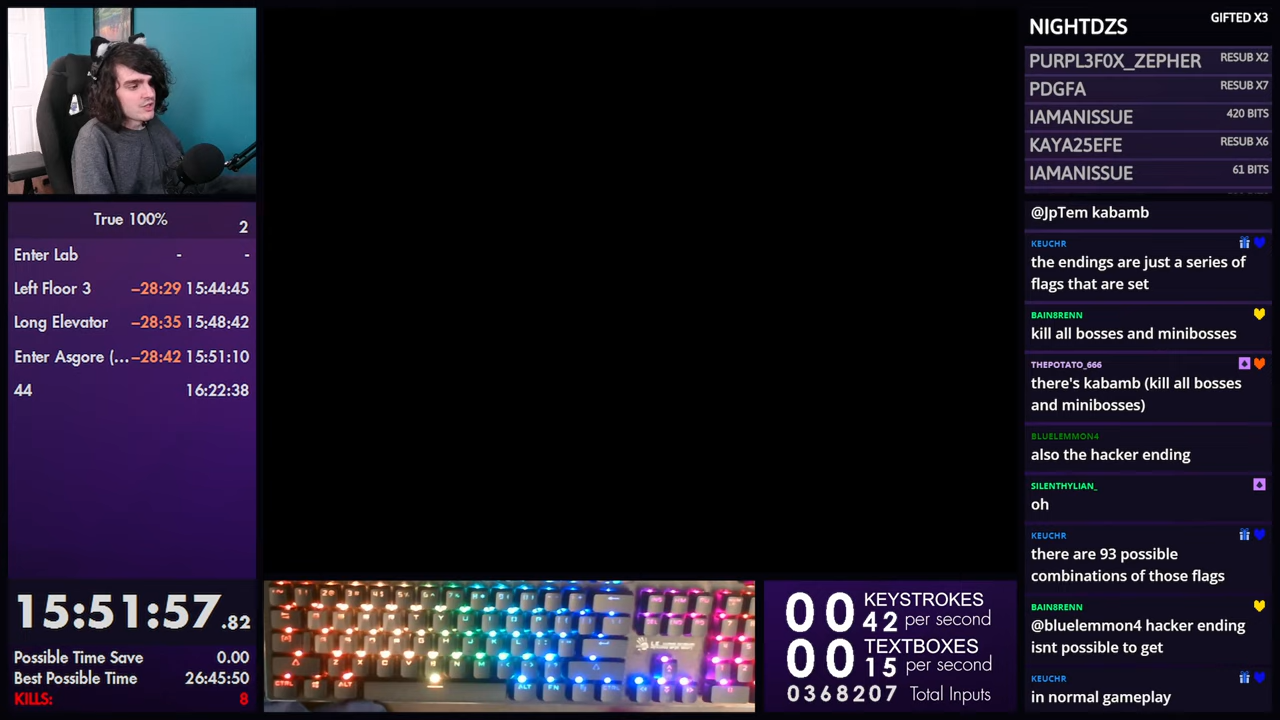 True 100%
2
Enter Lab - -
Left Floor 3 −28:29 15:44:45
Long Elevator −28:35 15:48:42
Enter Asgore (... −28:42 15:51:10
44 16:22:38
15:51:57.82
Possible Time Save 0.00
Best Possible Time 26:45:50
KILLS: 8
00 KEYSTROKES
42 per second
00 TEXTBOXES
15 per second
0368207 Total Inputs
NIGHTDZS GIFTED X3
PURPL3F0X_ZEPHER RESUB X2
PDGFA RESUB X7
IAMANISSUE 420 BITS
KAYA25EFE RESUB X6
IAMANISSUE 61 BITS
@JpTem kabamb
KEUCHR
the endings are just a series of
flags that are set
BAIN8RENN
kill all bosses and minibosses
THEPOTATO_666
there's kabamb (kill all bosses
and minibosses)
BLUELEMMON4
also the hacker ending
SILENTHYLIAN_
oh
KEUCHR
there are 93 possible
combinations of those flags
BAIN8RENN
@bluelemmon4 hacker ending
isnt possible to get
KEUCHR
in normal gameplay